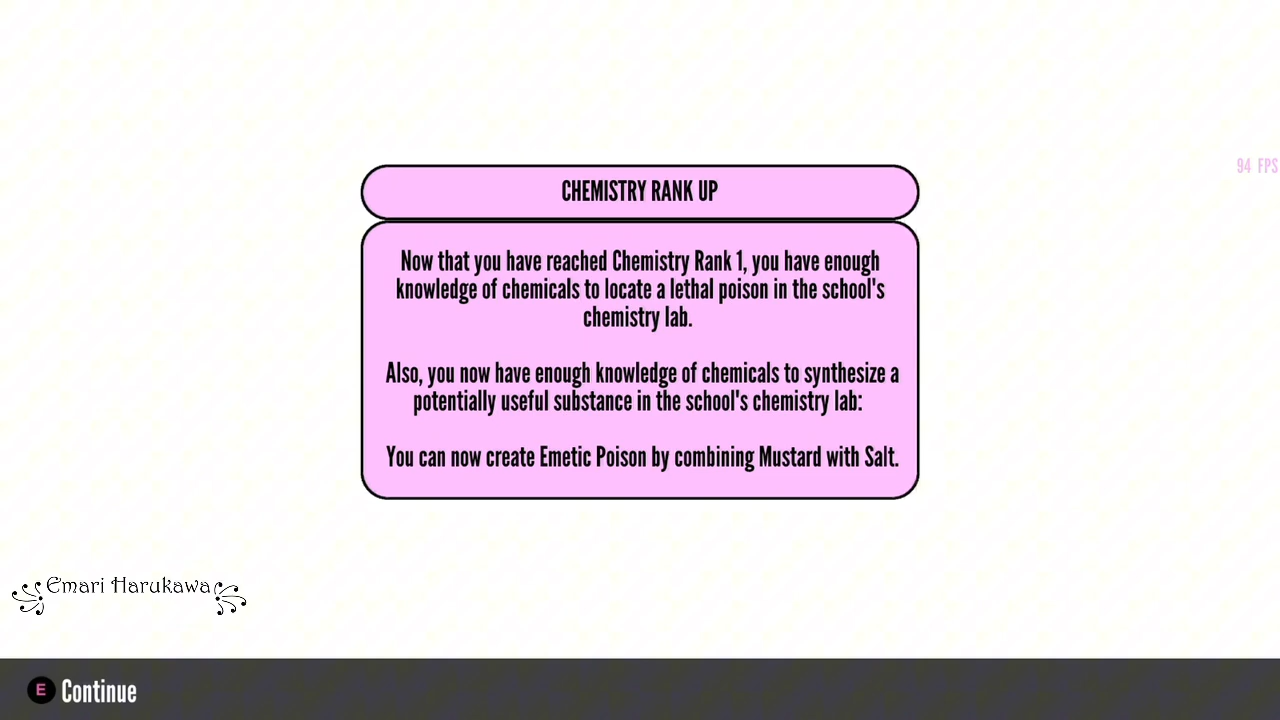 94 FPS
CHEMISTRY RANK UP
Now that you have reached Chemistry Rank 1, you have enough
knowledge of chemicals to locate a lethal poison in the school's
chemistry lab.
Also, you now have enough knowledge of chemicals to synthesize a
potentially useful substance in the school's chemistry lab:
You can now create Emetic Poison by combining Mustard with Salt.
Emari Harukawa
E Continue